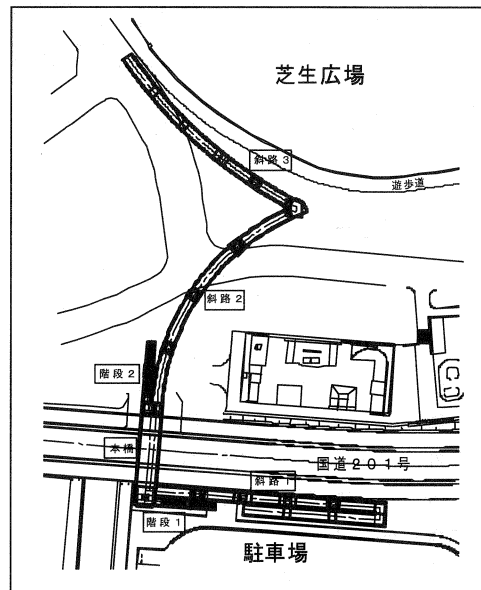 芝生広場
斜路３
遊歩道
斜路２
階段２
本橋
国道２０１号
斜路１
階段１
駐車場